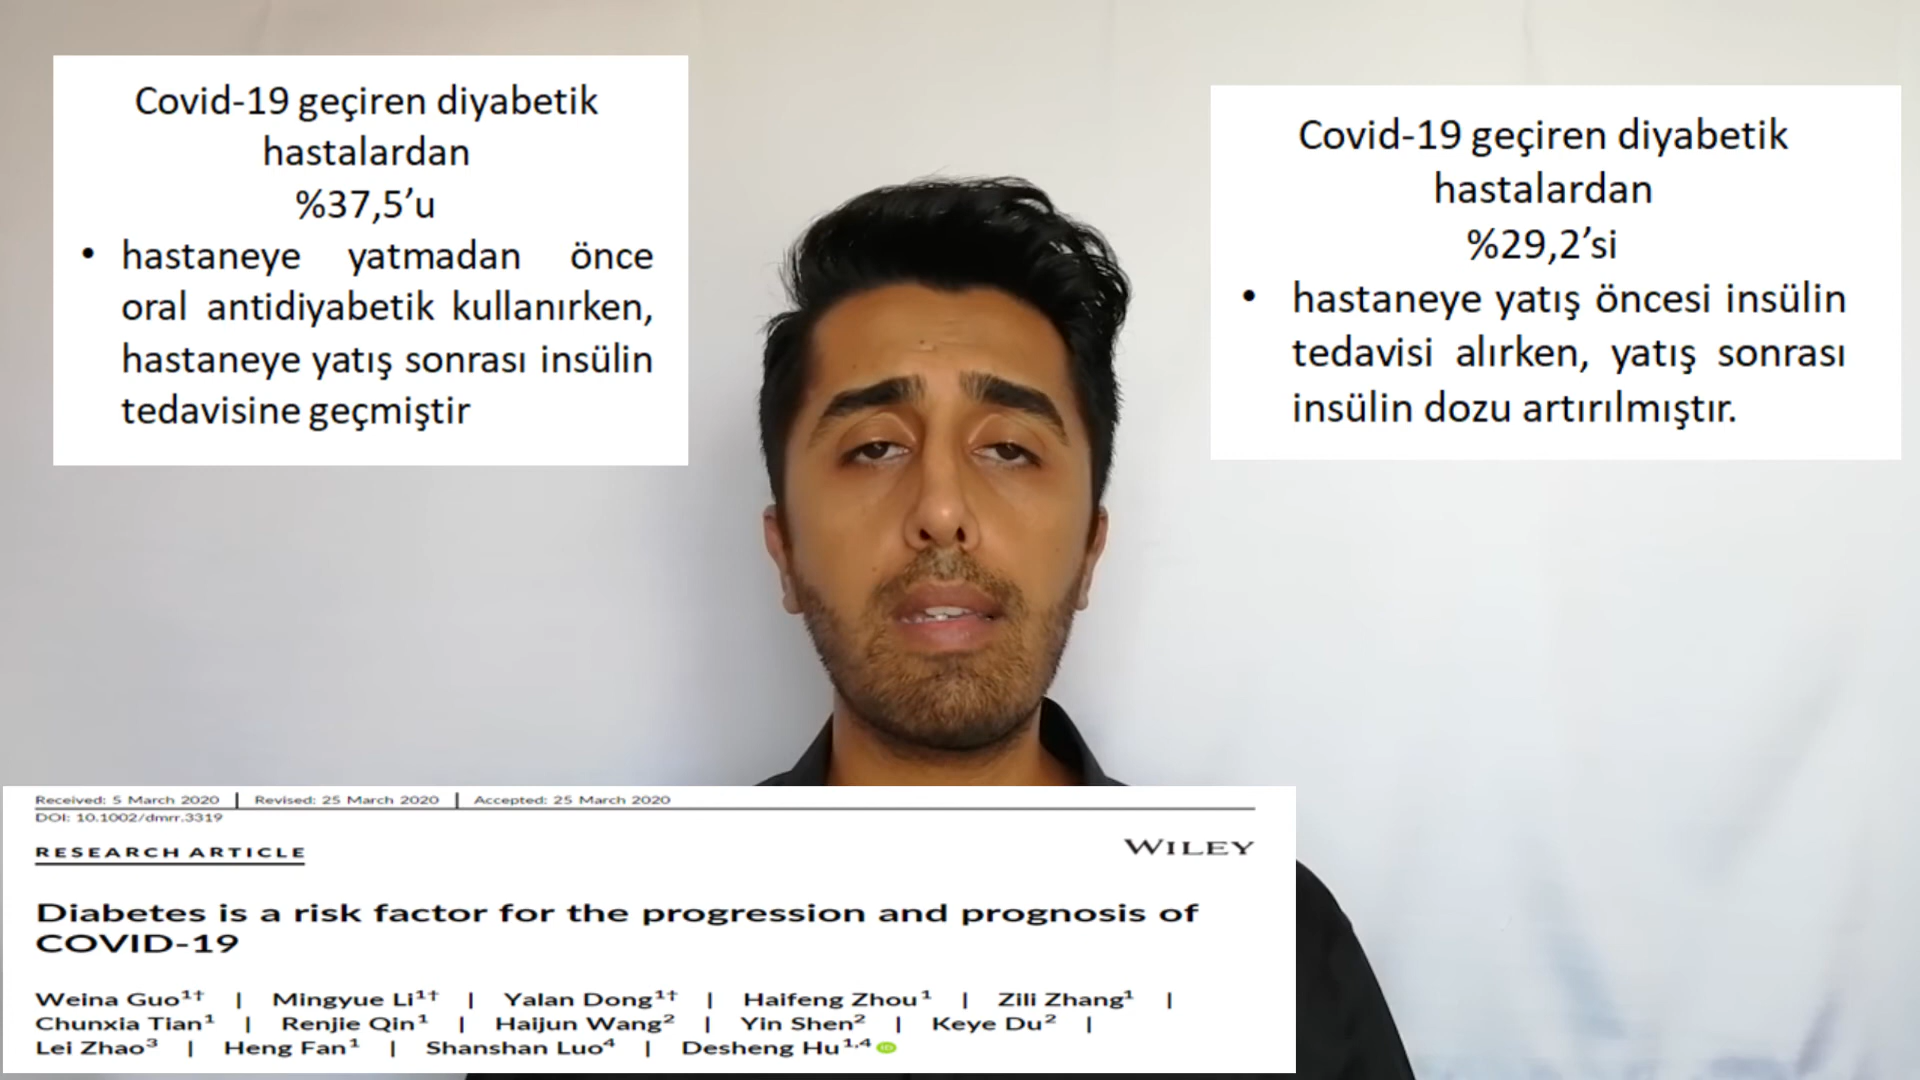 Covid-19 geçiren diyabetik
hastalardan
%37,5’u
• hastaneye yatmadan önce
oral antidiyabetik kullanırken,
hastaneye yatış sonrası insülin
tedavisine geçmiştir
Covid-19 geçiren diyabetik
hastalardan
%29,2’si
• hastaneye yatış öncesi insülin
tedavisi alırken, yatış sonrası
insülin dozu artırılmıştır.
Received: 5 March 2020 | Revised: 25 March 2020 | Accepted: 25 March 2020
DOI: 10.1002/dmrr.3319
RESEARCH ARTICLE
WILEY
Diabetes is a risk factor for the progression and prognosis of
COVID-19
Weina Guo¹† | Mingyue Li¹† | Yalan Dong¹† | Haifeng Zhou¹ | Zili Zhang¹ |
Chunxia Tian¹ | Renjie Qin¹ | Haijun Wang² | Yin Shen² | Keye Du² |
Lei Zhao³ | Heng Fan¹ | Shanshan Luo⁴ | Desheng Hu¹,⁴ iD